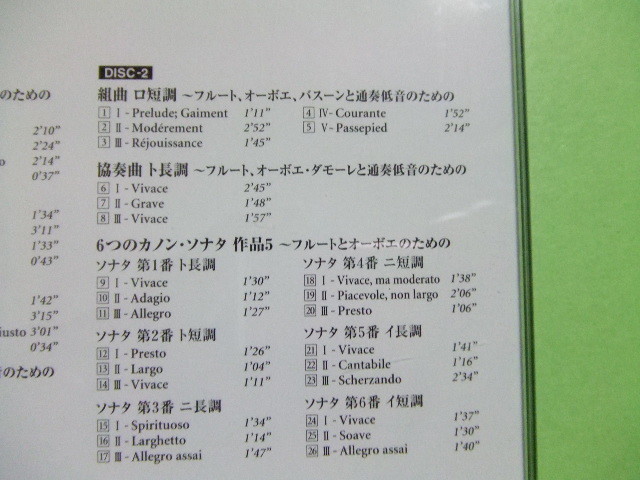 のための
2'10"
2'24"
2'14"
0'37"
1'34"
3'11"
1'33"
0'43"
1'42"
3'15"
iusto 3'01"
0'34"
のための
DISC-2
組曲 ロ短調 〜フルート、オーボエ、バスーンと通奏低音のための
1 I - Prelude; Gaiment 1'11"
2 II - Modérement 2'52"
3 III - Réjouissance 1'45"
4 IV - Courante 1'52"
5 V - Passepied 2'14"
協奏曲 ト長調 〜フルート、オーボエ・ダモーレと通奏低音のための
6 I - Vivace 2'45"
7 II - Grave 1'48"
8 III - Vivace 1'57"
6つのカノン・ソナタ 作品5 〜フルートとオーボエのための
ソナタ 第1番 ト長調
9 I - Vivace 1'30"
10 II - Adagio 1'12"
11 III - Allegro 1'27"
ソナタ 第2番 ト短調
12 I - Presto 1'26"
13 II - Largo 1'04"
14 III - Vivace 1'11"
ソナタ 第3番 ニ長調
15 I - Spirituoso 1'34"
16 II - Larghetto 1'14"
17 III - Allegro assai 1'47"
ソナタ 第4番 ニ短調
18 I - Vivace, ma moderato 1'38"
19 II - Piacevole, non largo 2'06"
20 III - Presto 1'06"
ソナタ 第5番 イ長調
21 I - Vivace 1'41"
22 II - Cantabile 1'16"
23 III - Scherzando 2'34"
ソナタ 第6番 イ短調
24 I - Vivace 1'37"
25 II - Soave 1'30"
26 III - Allegro assai 1'40"